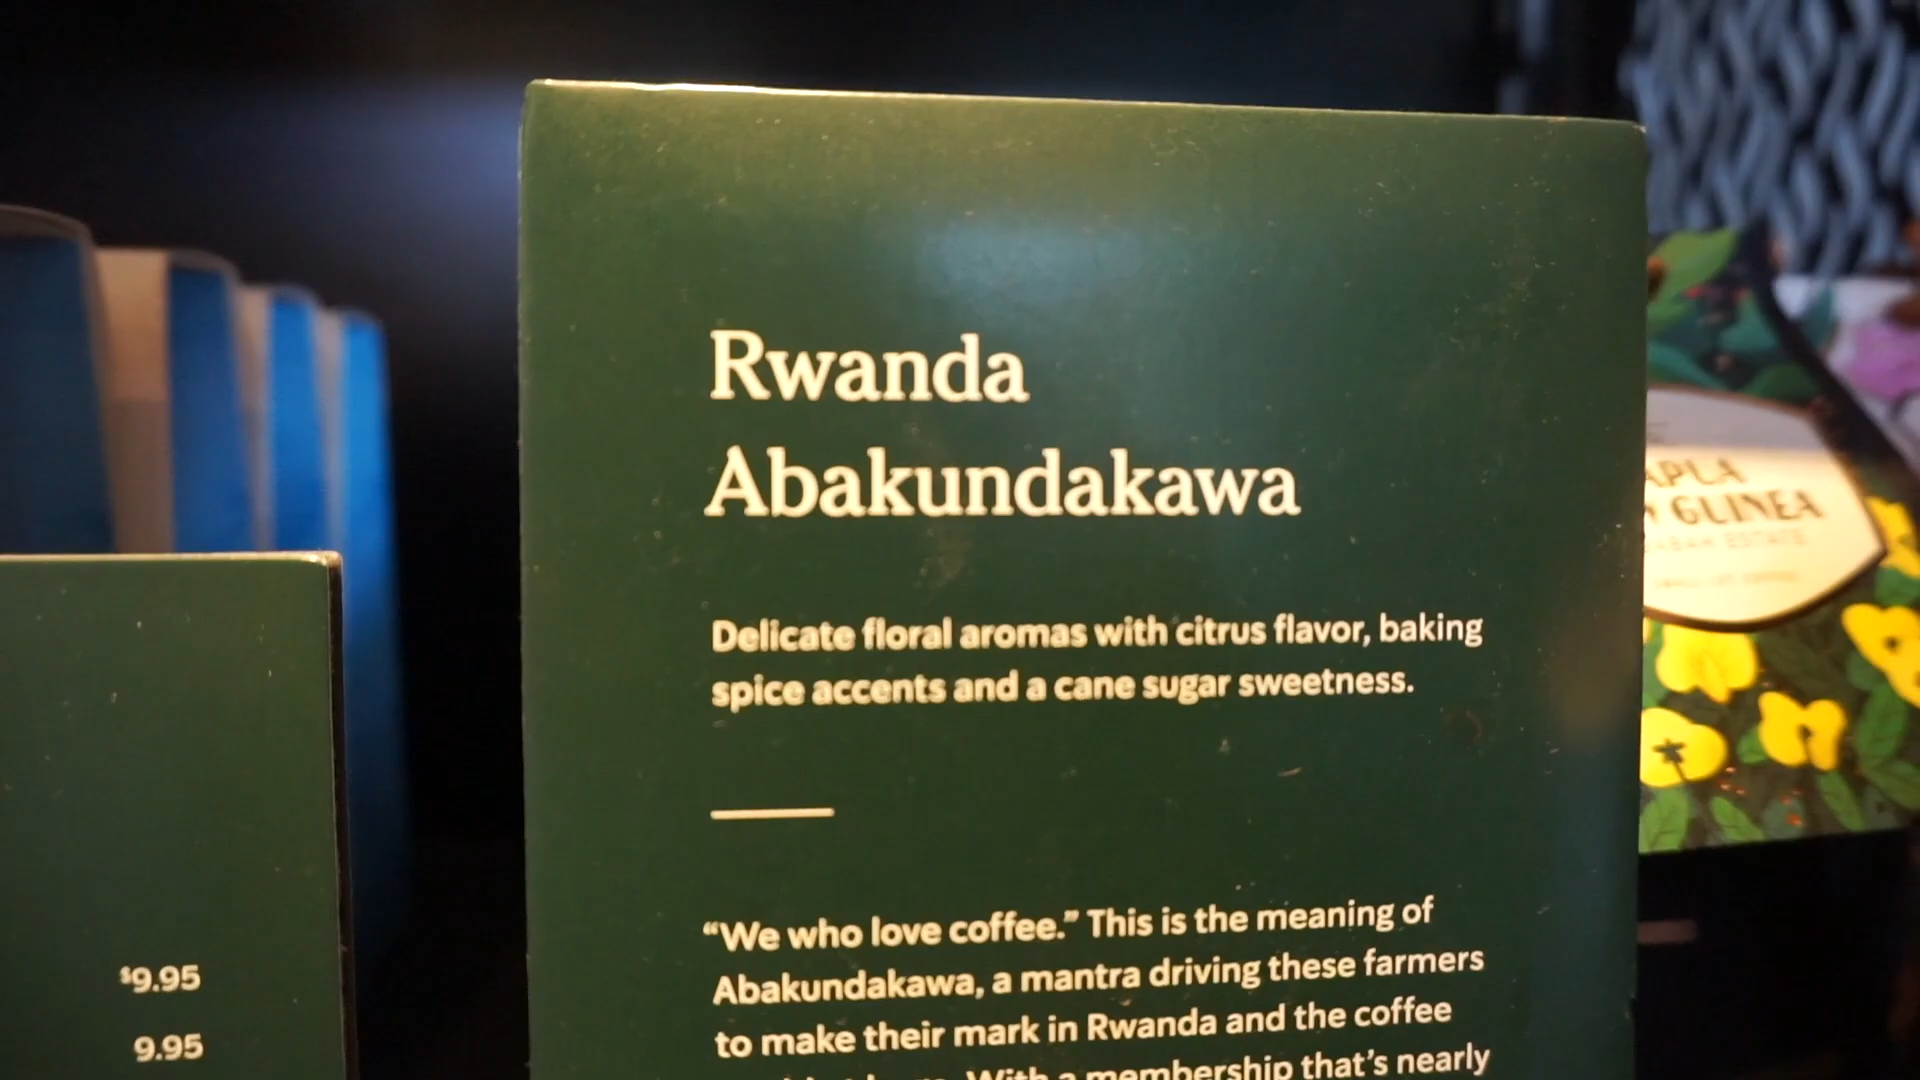 Rwanda
Abakundakawa
Delicate floral aromas with citrus flavor, baking
spice accents and a cane sugar sweetness.
“We who love coffee.” This is the meaning of
Abakundakawa, a mantra driving these farmers
to make their mark in Rwanda and the coffee
With a membership that’s nearly
$9.95
9.95
GUINEA
ESTATE